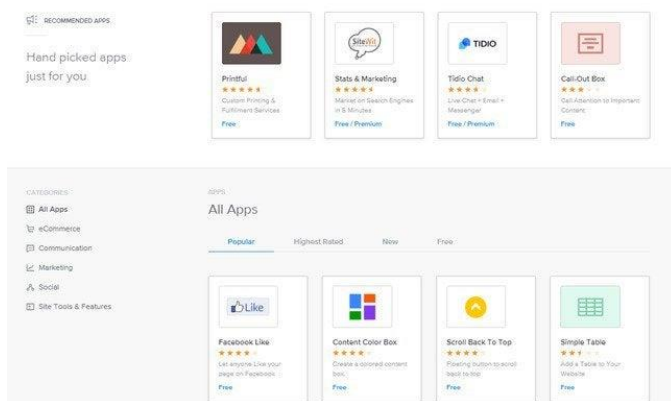 RECOMMENDED APPS
Hand picked apps
just for you
Printful
Custom Printing &
Fulfillment Services
Free
SiteWit
Stats & Marketing
Market on Search Engines
in 5 Minutes
Free / Premium
TIDIO
Tidio Chat
Live Chat + Email +
Messenger
Free / Premium
Call-Out Box
Call Attention to Important
Content
Free
CATEGORIES
All Apps
eCommerce
Communication
Marketing
Social
Site Tools & Features
APPS
All Apps
Popular
Highest Rated
New
Free
Like
Facebook Like
Let anyone Like your
page on Facebook
Free
Content Color Box
Create a colored content
box.
Free
Scroll Back To Top
Floating button to scroll
back to top
Free
Simple Table
Add a Table to Your
Website
Free